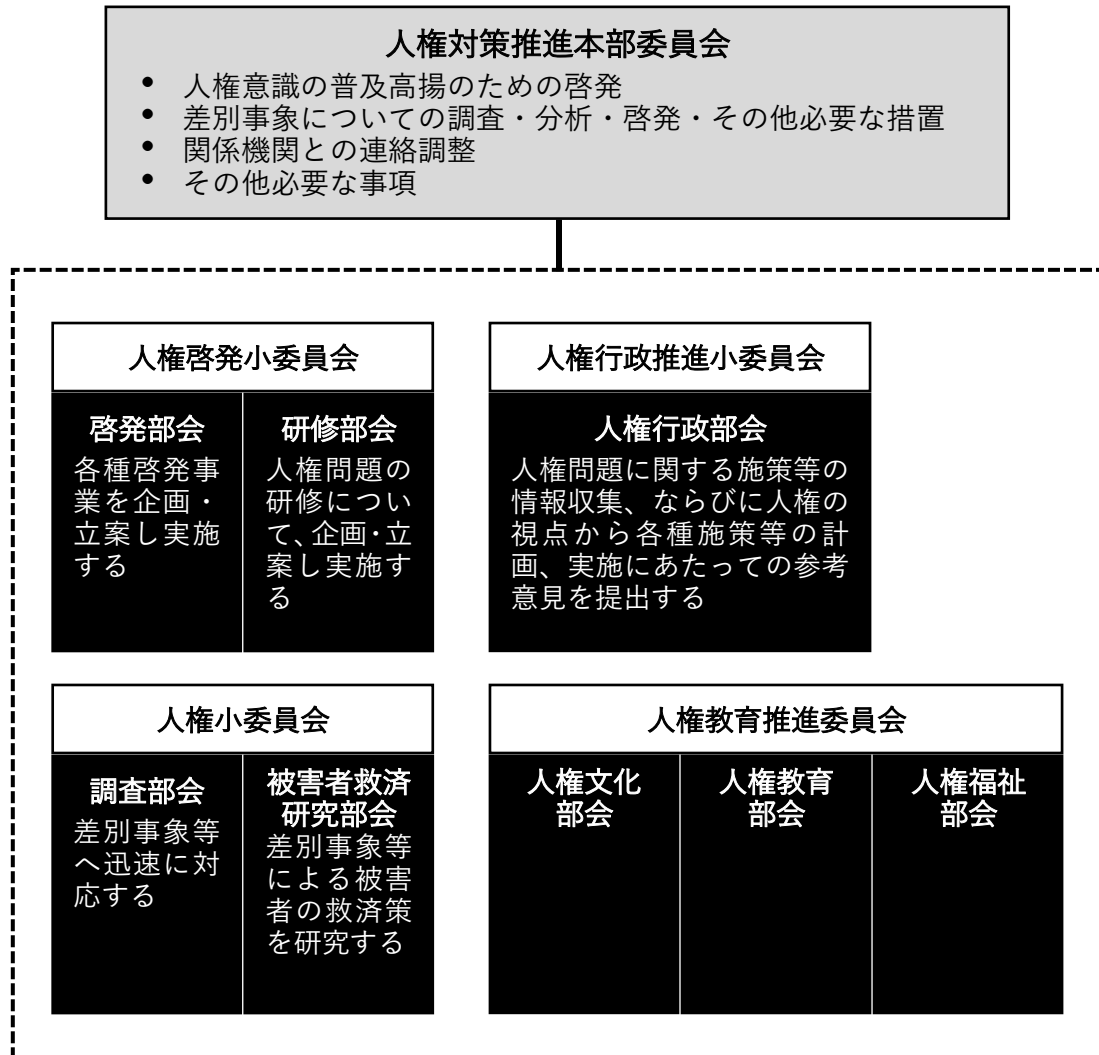 人権対策推進本部委員会
• 人権意識の普及高揚のための啓発
• 差別事象についての調査・分析・啓発・その他必要な措置
• 関係機関との連絡調整
• その他必要な事項
人権啓発小委員会
啓発部会
各種啓発事
業を企画・
立案し実施
する
研修部会
人権問題の
研修につい
て、企画・立
案し実施す
る
人権行政推進小委員会
人権行政部会
人権問題に関する施策等の
情報収集、ならびに人権の
視点から各種施策等の計
画、実施にあたっての参考
意見を提出する
人権小委員会
調査部会
差別事象等
へ迅速に対
応する
被害者救済
研究部会
差別事象等
による被害
者の救済策
を研究する
人権教育推進委員会
人権文化
部会
人権教育
部会
人権福祉
部会